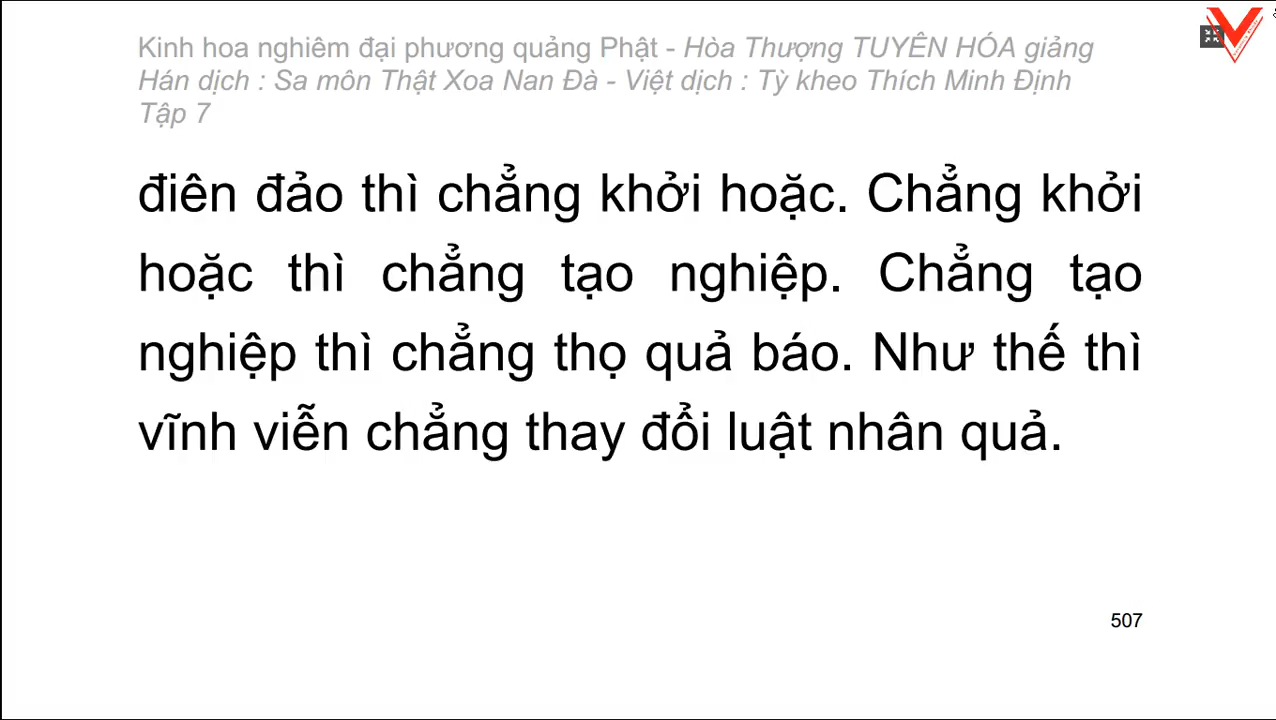 Kinh hoa nghiêm đại phương quảng Phật - Hòa Thượng TUYÊN HÓA giảng
Hán dịch : Sa môn Thật Xoa Nan Đà - Việt dịch : Tỳ kheo Thích Minh Định
Tập 7
điên đảo thì chẳng khởi hoặc. Chẳng khởi
hoặc thì chẳng tạo nghiệp. Chẳng tạo
nghiệp thì chẳng thọ quả báo. Như thế thì
vĩnh viễn chẳng thay đổi luật nhân quả.
507